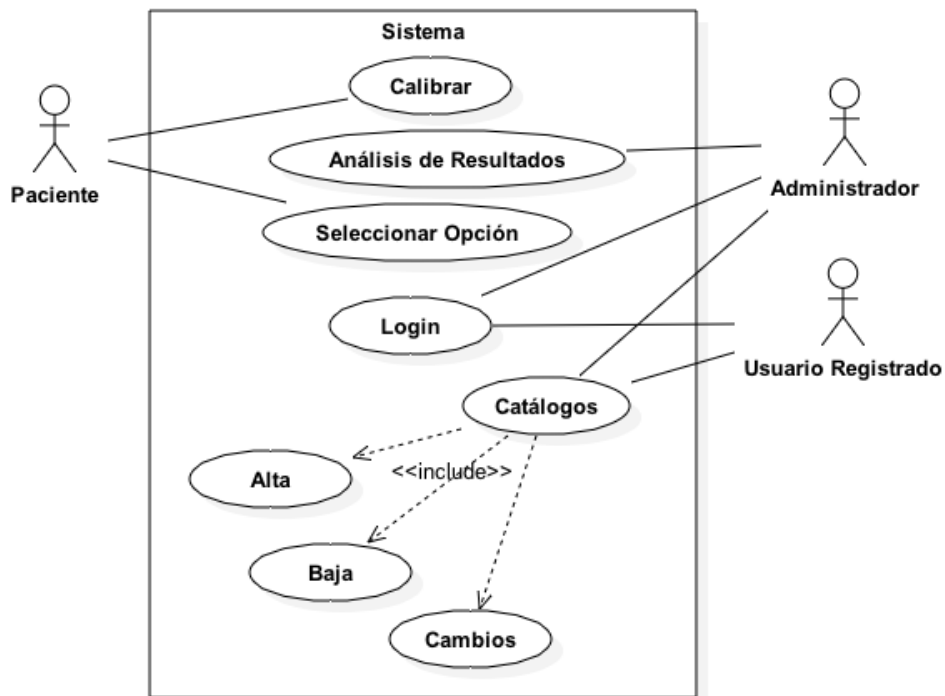 Sistema
Calibrar
Análisis de Resultados
Paciente
Administrador
Seleccionar Opción
Login
Usuario Registrado
Catálogos
<<include>>
Alta
Baja
Cambios